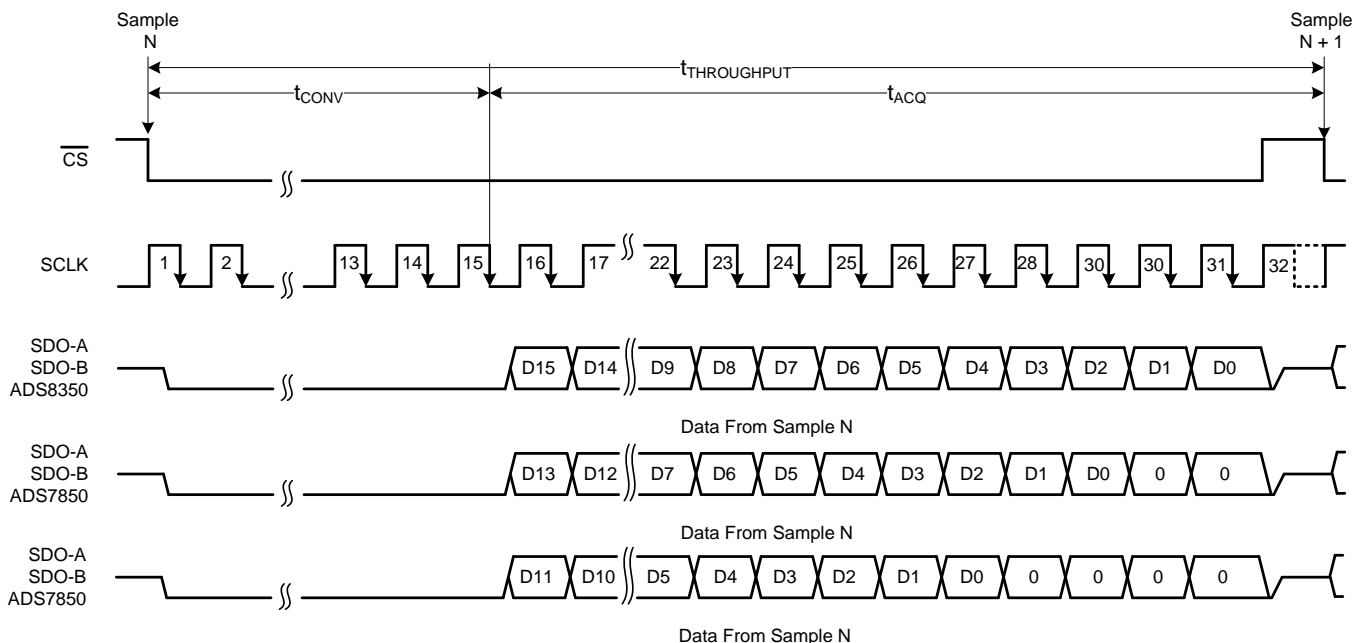 Sample
N
Sample
N + 1
tTHROUGHPUT
tCONV
tACQ
CS
SCLK
1 2 13 14 15 16 17 22 23 24 25 26 27 28 30 30 31 32
SDO-A
SDO-B
ADS8350
D15 D14 D9 D8 D7 D6 D5 D4 D3 D2 D1 D0
Data From Sample N
SDO-A
SDO-B
ADS7850
D13 D12 D7 D6 D5 D4 D3 D2 D1 D0 0 0
Data From Sample N
SDO-A
SDO-B
ADS7850
D11 D10 D5 D4 D3 D2 D1 D0 0 0 0 0
Data From Sample N